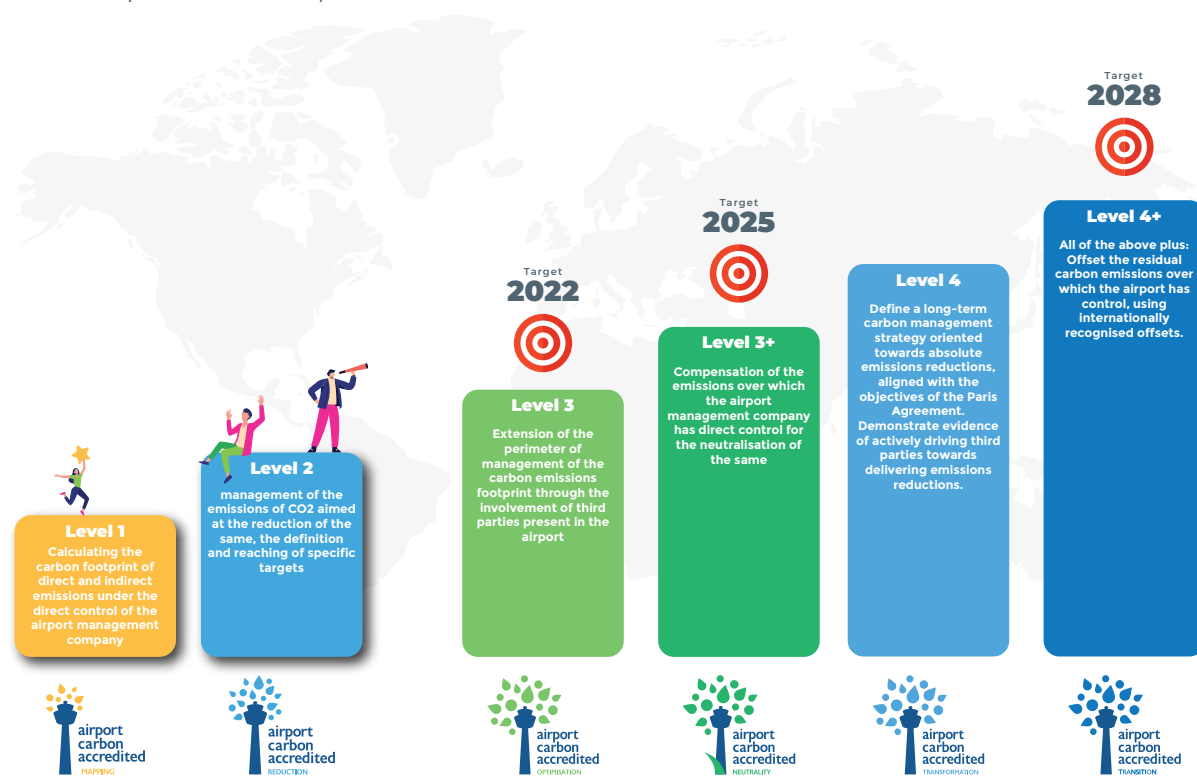 Target
2028
Level 4+
All of the above plus:
Offset the residual
carbon emissions over
which the airport has
control, using
internationally
recognised offsets.
Target
2025
Level 3+
Compensation of the
emissions over which
the airport
management company
has direct control for
the neutralisation of
the same
Level 4
Define a long-term
carbon management
strategy oriented
towards absolute
emissions reductions,
aligned with the
objectives of the Paris
Agreement.
Demonstrate evidence
of actively driving third
parties towards
delivering emissions
reductions.
Target
2022
Level 3
Extension of the
perimeter of
management of the
carbon emissions
footprint through the
involvement of third
parties present in the
airport
Level 2
management of the
emissions of CO2 aimed
at the reduction of the
same, the definition
and reaching of specific
targets
Level 1
Calculating the
carbon footprint of
direct and indirect
emissions under the
direct control of the
airport management
company
airport
carbon
accredited
MAPPING
airport
carbon
accredited
REDUCTION
airport
carbon
accredited
OPTIMISATION
airport
carbon
accredited
NEUTRALITY
airport
carbon
accredited
TRANSFORMATION
airport
carbon
accredited
TRANSITION